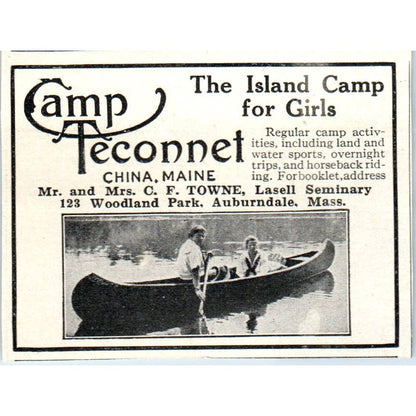 Camp
Teconnet
CHINA, MAINE
The Island Camp
for Girls
Regular camp activ-
ities, including land and
water sports, overnight
trips, and horseback rid-
ing. For booklet, address
Mr. and Mrs. C. F. TOWNE, Lasell Seminary
123 Woodland Park, Auburndale, Mass.